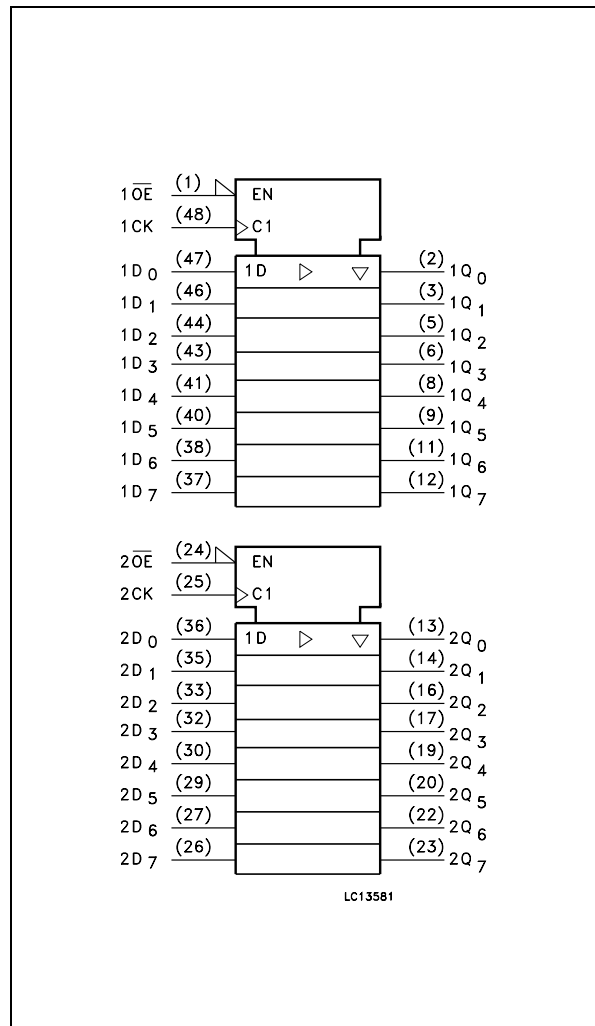 1O̅E̅ (1) EN
1CK (48) C1
1D0 (47) 1D (2) 1Q0
1D1 (46) (3) 1Q1
1D2 (44) (5) 1Q2
1D3 (43) (6) 1Q3
1D4 (41) (8) 1Q4
1D5 (40) (9) 1Q5
1D6 (38) (11) 1Q6
1D7 (37) (12) 1Q7
2O̅E̅ (24) EN
2CK (25) C1
2D0 (36) 1D (13) 2Q0
2D1 (35) (14) 2Q1
2D2 (33) (16) 2Q2
2D3 (32) (17) 2Q3
2D4 (30) (19) 2Q4
2D5 (29) (20) 2Q5
2D6 (27) (22) 2Q6
2D7 (26) (23) 2Q7
LC13581